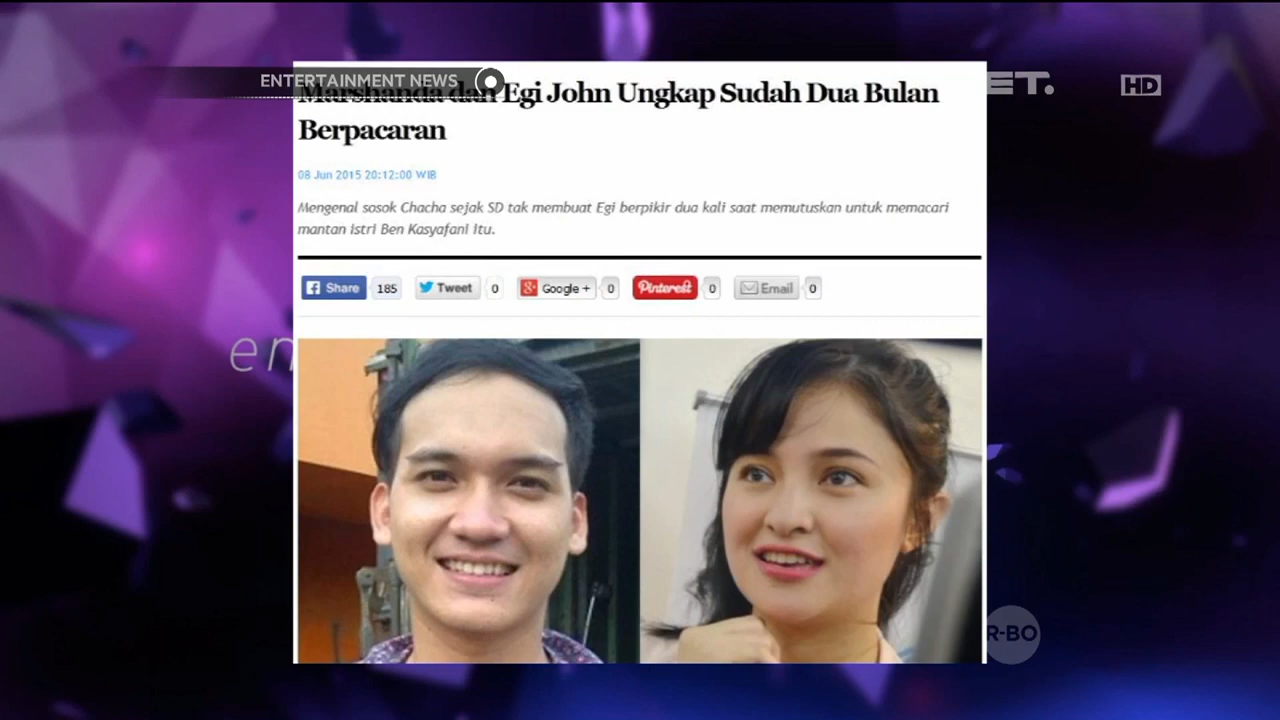 ENTERTAINMENT NEWS
ET.
HD
Marshanda dan Egi John Ungkap Sudah Dua Bulan
Berpacaran
08 Jun 2015 20:12:00 WIB
Mengenal sosok Chacha sejak SD tak membuat Egi berpikir dua kali saat memutuskan untuk memacari
mantan istri Ben Kasyafani itu.
Share 185 Tweet 0 Google + 0 Pinterest 0 Email 0
en
R-BO